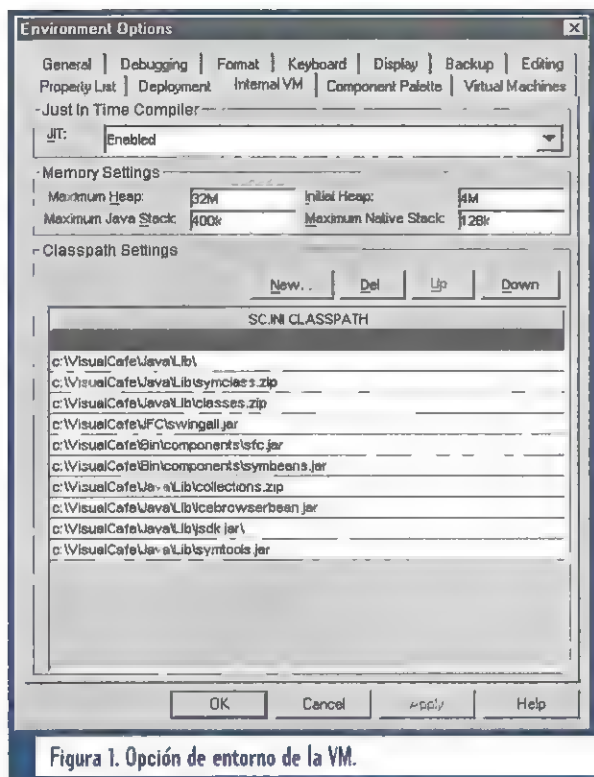 Environment Options
General | Debugging | Format | Keyboard | Display | Backup | Editing
Property List | Deployment | Internal VM | Component Palette | Virtual Machines
Just In Time Compiler
JIT: Enabled
Memory Settings
Maximum Heap: 32M Initial Heap: 4M
Maximum Java Stack: 400k Maximum Native Stack: 128k
Classpath Settings
New.. Del Up Down
SC.INI CLASSPATH
c:\VisualCafe\Java\Lib\
c:\VisualCafe\Java\Lib\symclass.zip
c:\VisualCafe\Java\Lib\classes.zip
c:\VisualCafe\JFC\swingall.jar
c:\VisualCafe\Bin\components\sfc.jar
c:\VisualCafe\Bin\components\symbeans.jar
c:\VisualCafe\Java\Lib\collections.zip
c:\VisualCafe\Java\Lib\icebrowserbean.jar
c:\VisualCafe\Java\Lib\jsdk.jar\
c:\VisualCafe\Java\Lib\symtools.jar
OK Cancel Apply Help
Figura 1. Opción de entorno de la VM.